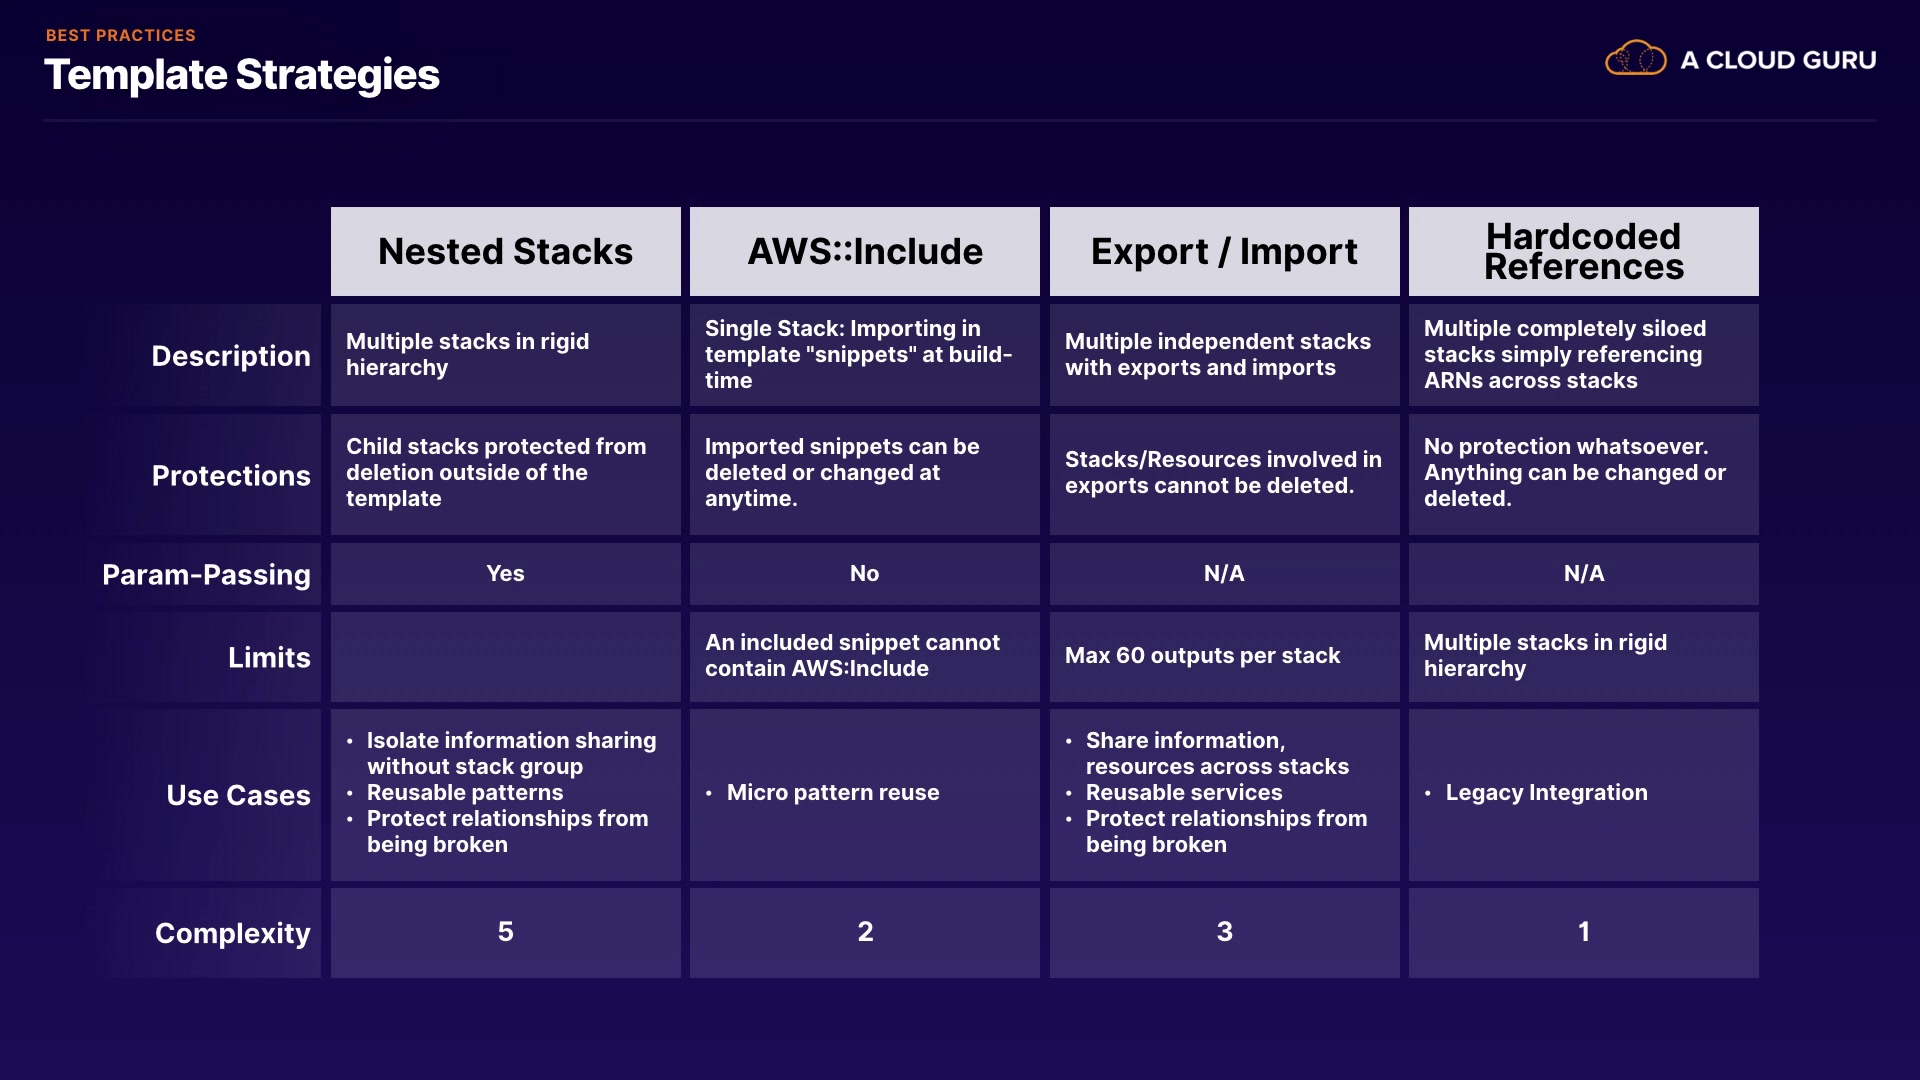 BEST PRACTICES
Template Strategies
A CLOUD GURU
Nested Stacks
AWS::Include
Export / Import
Hardcoded
References
Description
Multiple stacks in rigid
hierarchy
Single Stack: Importing in
template "snippets" at build-
time
Multiple independent stacks
with exports and imports
Multiple completely siloed
stacks simply referencing
ARNs across stacks
Protections
Child stacks protected from
deletion outside of the
template
Imported snippets can be
deleted or changed at
anytime.
Stacks/Resources involved in
exports cannot be deleted.
No protection whatsoever.
Anything can be changed or
deleted.
Param-Passing
Yes
No
N/A
N/A
Limits
An included snippet cannot
contain AWS:Include
Max 60 outputs per stack
Multiple stacks in rigid
hierarchy
Use Cases
• Isolate information sharing
without stack group
• Reusable patterns
• Protect relationships from
being broken
• Micro pattern reuse
• Share information,
resources across stacks
• Reusable services
• Protect relationships from
being broken
• Legacy Integration
Complexity
5
2
3
1